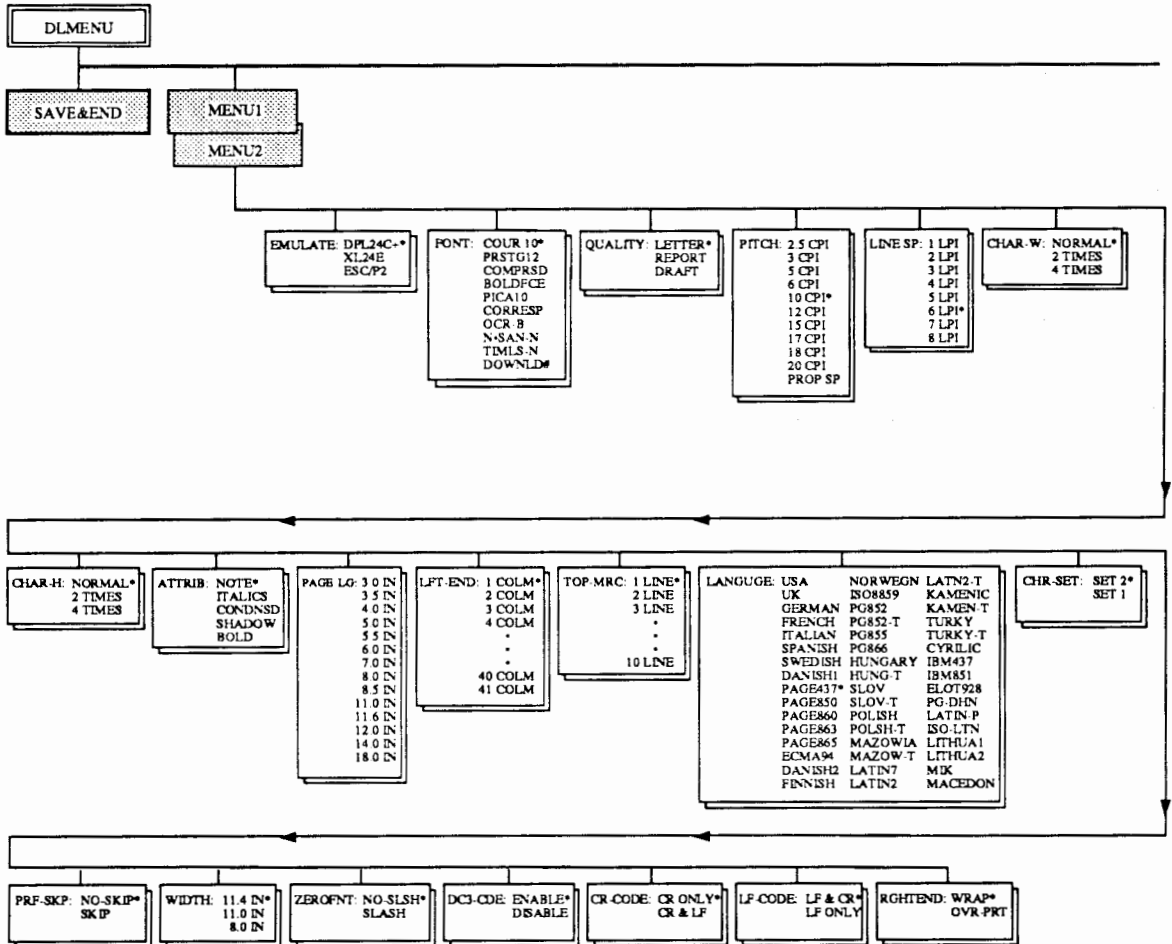 DLMENU
SAVE&END
MENU1
MENU2
EMULATE: DPL24C+*
XL24E
ESC/P2
FONT: COUR 10*
PRSTG12
COMPRSD
BOLDFCE
PICA10
CORRESP
OCR-B
N•SAN-N
TIMLS-N
DOWNLD#
QUALITY: LETTER*
REPORT
DRAFT
PITCH: 2.5 CPI
3 CPI
5 CPI
6 CPI
10 CPI*
12 CPI
15 CPI
17 CPI
18 CPI
20 CPI
PROP SP
LINE SP: 1 LPI
2 LPI
3 LPI
4 LPI
5 LPI
6 LPI*
7 LPI
8 LPI
CHAR-W: NORMAL*
2 TIMES
4 TIMES
CHAR-H: NORMAL*
2 TIMES
4 TIMES
ATTRIB: NOTE*
ITALICS
CONDNSD
SHADOW
BOLD
PAGE LG: 3.0 IN
3.5 IN
4.0 IN
5.0 IN
5.5 IN
6.0 IN
7.0 IN
8.0 IN
8.5 IN
11.0 IN
11.6 IN
12.0 IN
14.0 IN
18.0 IN
LFT-END: 1 COLM*
2 COLM
3 COLM
4 COLM
•
•
•
40 COLM
41 COLM
TOP-MRC: 1 LINE*
2 LINE
3 LINE
•
•
•
10 LINE
LANGUGE: USA NORWEGN LATN2-T
UK ISO8859 KAMENIC
GERMAN PG852 KAMEN-T
FRENCH PG852-T TURKY
ITALIAN PG855 TURKY-T
SPANISH PG866 CYRILIC
SWEDISH HUNGARY IBM437
DANISH1 HUNG-T IBM851
PAGE437* SLOV ELOT928
PAGE850 SLOV-T PG-DHN
PAGE860 POLISH LATIN-P
PAGE863 POLSH-T ISO-LTN
PAGE865 MAZOWIA LITHUA1
ECMA94 MAZOW-T LITHUA2
DANISH2 LATIN7 MIK
FINNISH LATIN2 MACEDON
CHR-SET: SET 2*
SET 1
PRF-SKP: NO-SKIP*
SKIP
WIDTH: 11.4 IN*
11.0 IN
8.0 IN
ZEROFNT: NO-SLSH*
SLASH
DC3-CDE: ENABLE*
DISABLE
CR-CODE: CR ONLY*
CR & LF
LF-CODE: LF & CR*
LF ONLY
RGHTEND: WRAP*
OVR-PRT